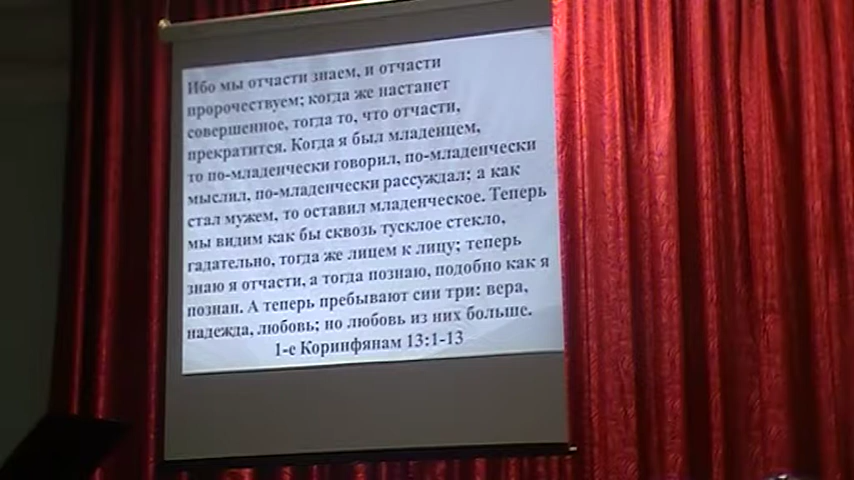 Ибо мы отчасти знаем, и отчасти
пророчествуем; когда же настанет
совершенное, тогда то, что отчасти,
прекратится. Когда я был младенцем,
то по-младенчески говорил, по-младенчески
мыслил, по-младенчески рассуждал; а как
стал мужем, то оставил младенческое. Теперь
мы видим как бы сквозь тусклое стекло,
гадательно, тогда же лицем к лицу; теперь
знаю я отчасти, а тогда познаю, подобно как я
познан. А теперь пребывают сии три: вера,
надежда, любовь; но любовь из них больше.
1-е Коринфянам 13:1-13